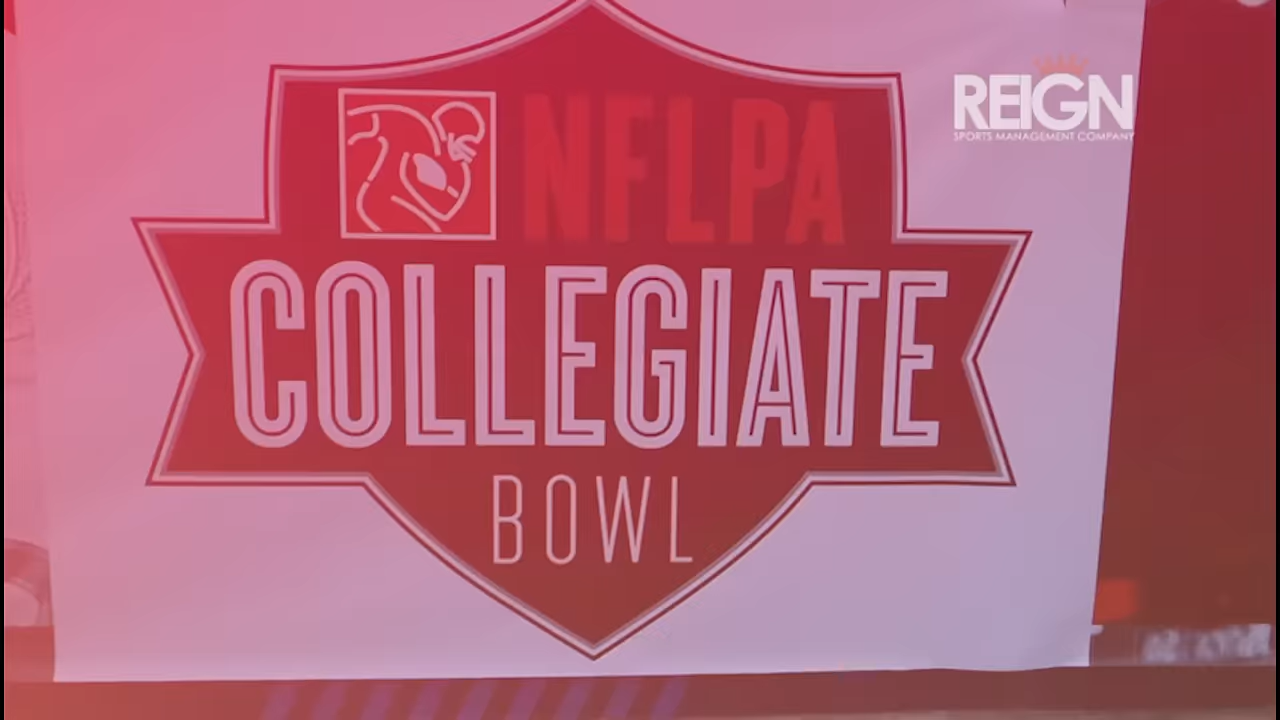 REIGN
SPORTS MANAGEMENT COMPANY
NFLPA
COLLEGIATE
BOWL